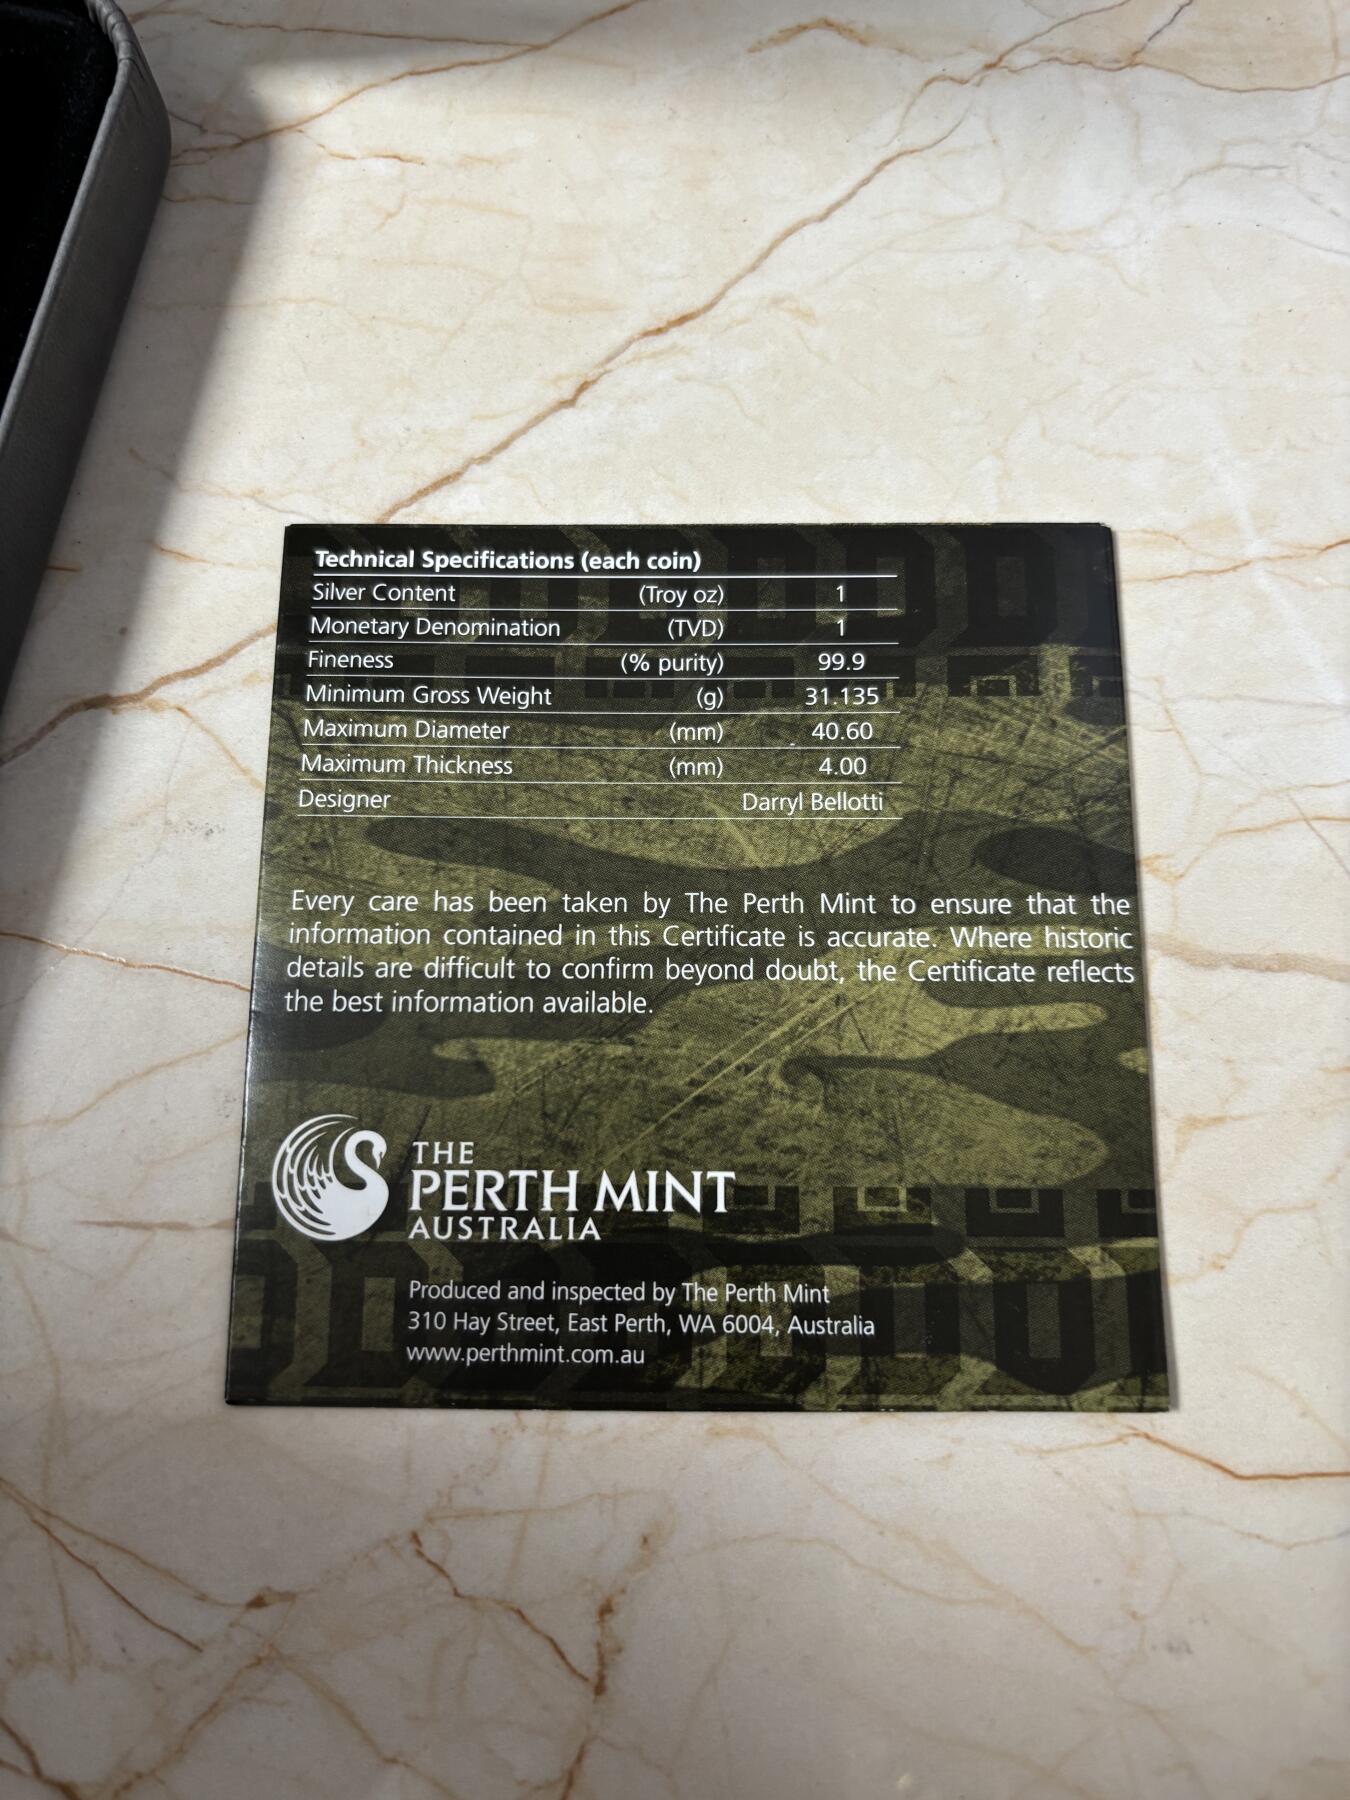 Technical Specifications (each coin)
Silver Content (Troy oz) 1
Monetary Denomination (TVD) 1
Fineness (% purity) 99.9
Minimum Gross Weight (g) 31.135
Maximum Diameter (mm) 40.60
Maximum Thickness (mm) 4.00
Designer Darryl Bellotti
Every care has been taken by The Perth Mint to ensure that the
information contained in this Certificate is accurate. Where historic
details are difficult to confirm beyond doubt, the Certificate reflects
the best information available.
THE
PERTH MINT
AUSTRALIA
Produced and inspected by The Perth Mint
310 Hay Street, East Perth, WA 6004, Australia
www.perthmint.com.au